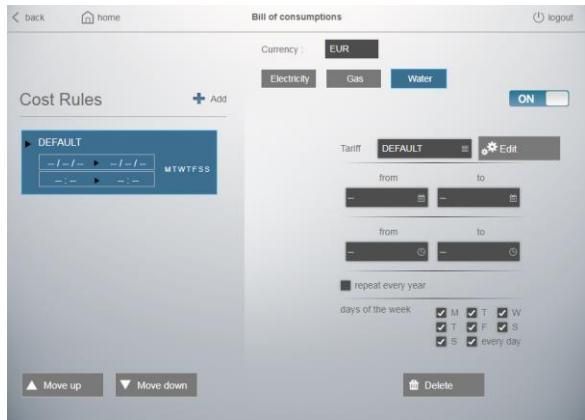 back home Bill of consumptions logout
Currency : EUR
Electricity Gas Water
Cost Rules Add
ON
DEFAULT
-- / -- / -- -- / -- / --
-- : -- -- : --
MTWTFSS
Tariff DEFAULT Edit
from to
-- --
from to
-- --
repeat every year
days of the week M T W
T F S
S every day
Move up Move down Delete